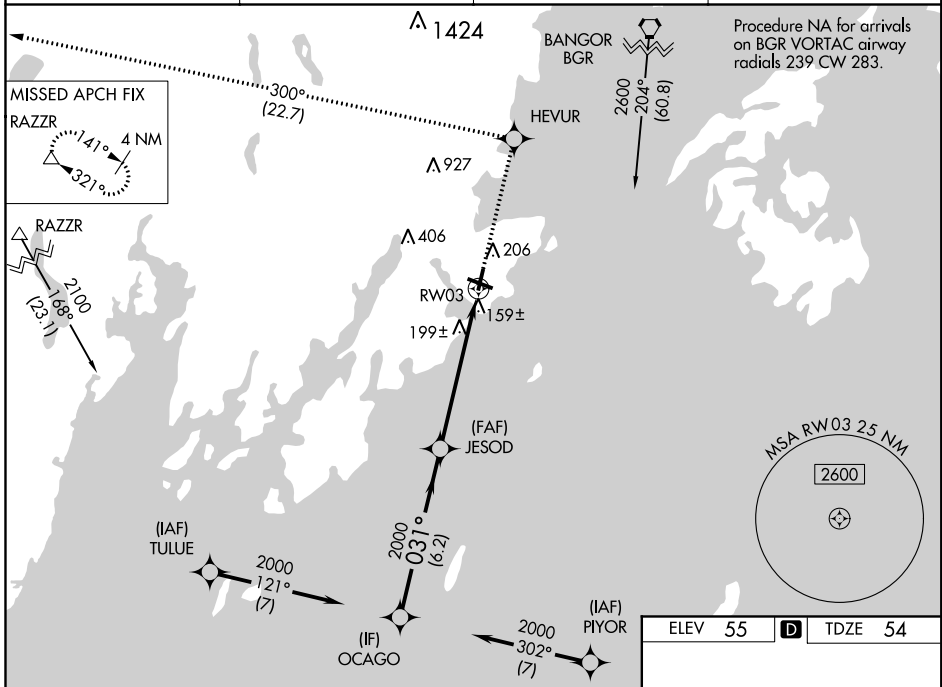 1424
BANGOR
BGR
Procedure NA for arrivals
on BGR VORTAC airway
radials 239 CW 283.
2600
204°
(60.8)
300°
(22.7)
HEVUR
MISSED APCH FIX
RAZZR
141°
4 NM
321°
927
RAZZR
2100
168°
(23.1)
406
206
RW03
159±
199±
(FAF)
JESOD
MSA RW03 25 NM
2600
(IAF)
TULUE
2000
121°
(7)
2000
031°
(6.2)
(IF)
OCAGO
2000
302°
(7)
(IAF)
PIYOR
ELEV 55 D TDZE 54